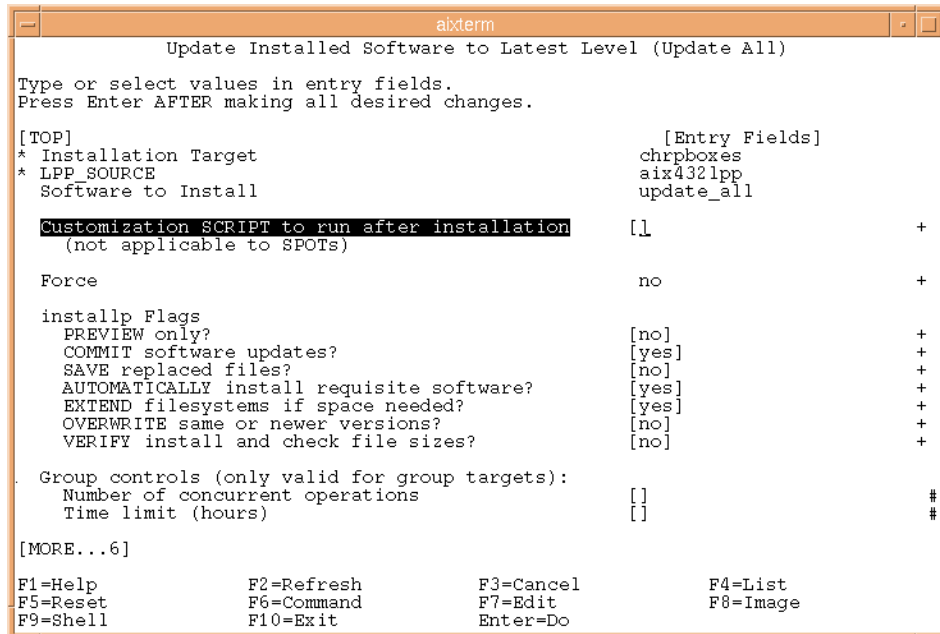 aixterm
Update Installed Software to Latest Level (Update All)
Type or select values in entry fields.
Press Enter AFTER making all desired changes.
[TOP] [Entry Fields]
* Installation Target chrpboxes
* LPP_SOURCE aix432lpp
Software to Install update_all
Customization SCRIPT to run after installation [] +
(not applicable to SPOTs)
Force no +
installp Flags
PREVIEW only? [no] +
COMMIT software updates? [yes] +
SAVE replaced files? [no] +
AUTOMATICALLY install requisite software? [yes] +
EXTEND filesystems if space needed? [yes] +
OVERWRITE same or newer versions? [no] +
VERIFY install and check file sizes? [no] +
. Group controls (only valid for group targets):
Number of concurrent operations [] #
Time limit (hours) [] #
[MORE...6]
F1=Help F2=Refresh F3=Cancel F4=List
F5=Reset F6=Command F7=Edit F8=Image
F9=Shell F10=Exit Enter=Do